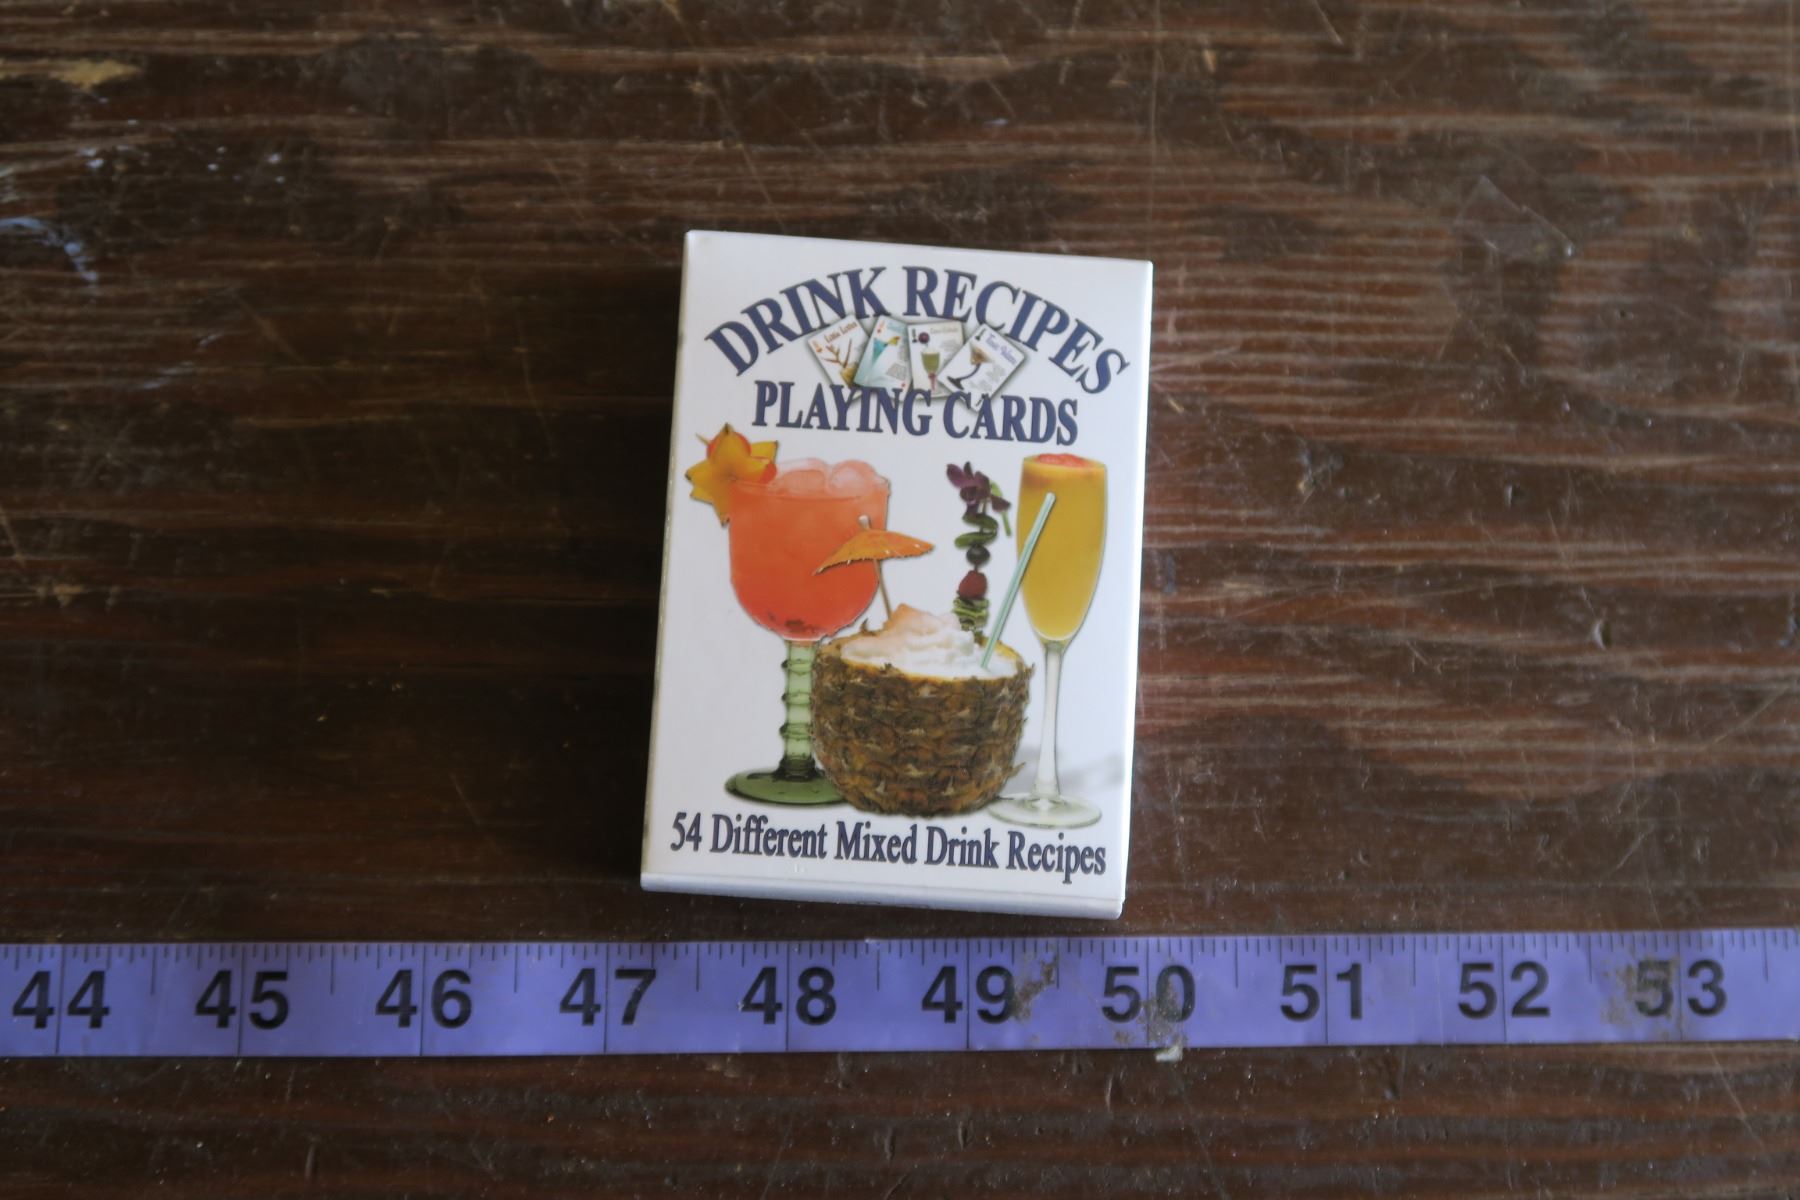 DRINK RECIPES
PLAYING CARDS
54 Different Mixed Drink Recipes
44 45 46 47 48 49 50 51 52 53